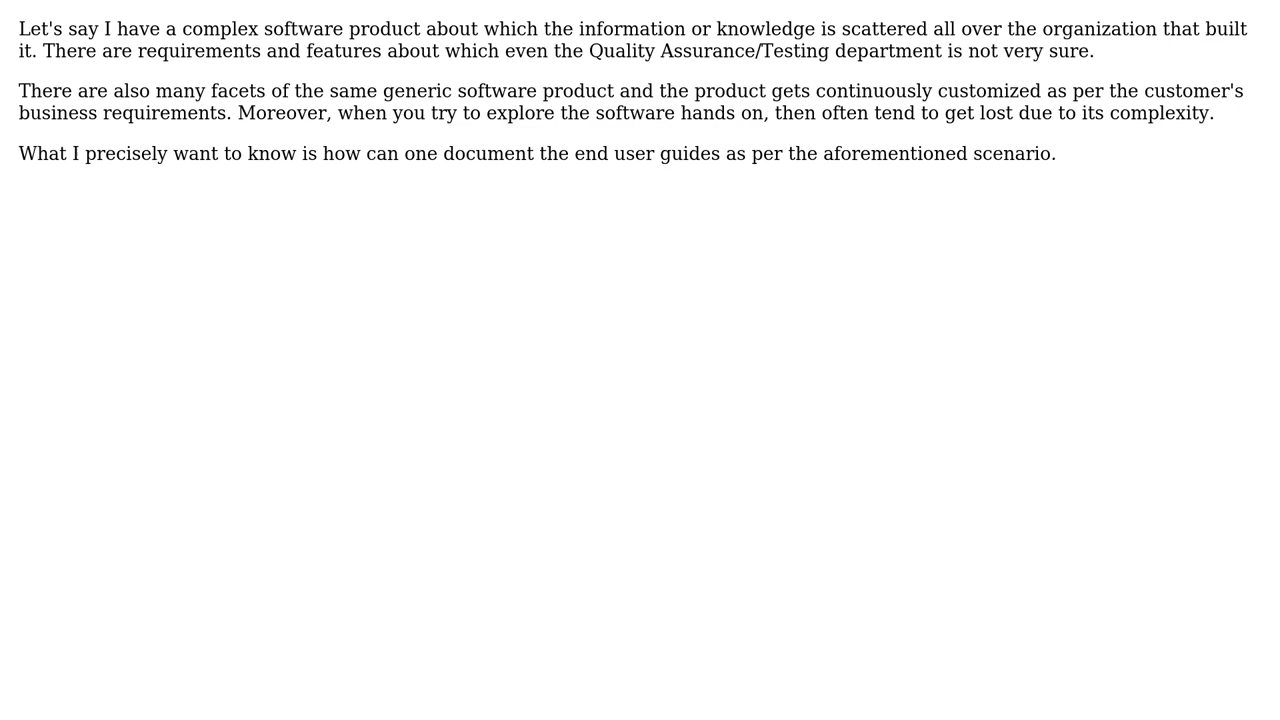 Let's say I have a complex software product about which the information or knowledge is scattered all over the organization that built
it. There are requirements and features about which even the Quality Assurance/Testing department is not very sure.
There are also many facets of the same generic software product and the product gets continuously customized as per the customer's
business requirements. Moreover, when you try to explore the software hands on, then often tend to get lost due to its complexity.
What I precisely want to know is how can one document the end user guides as per the aforementioned scenario.